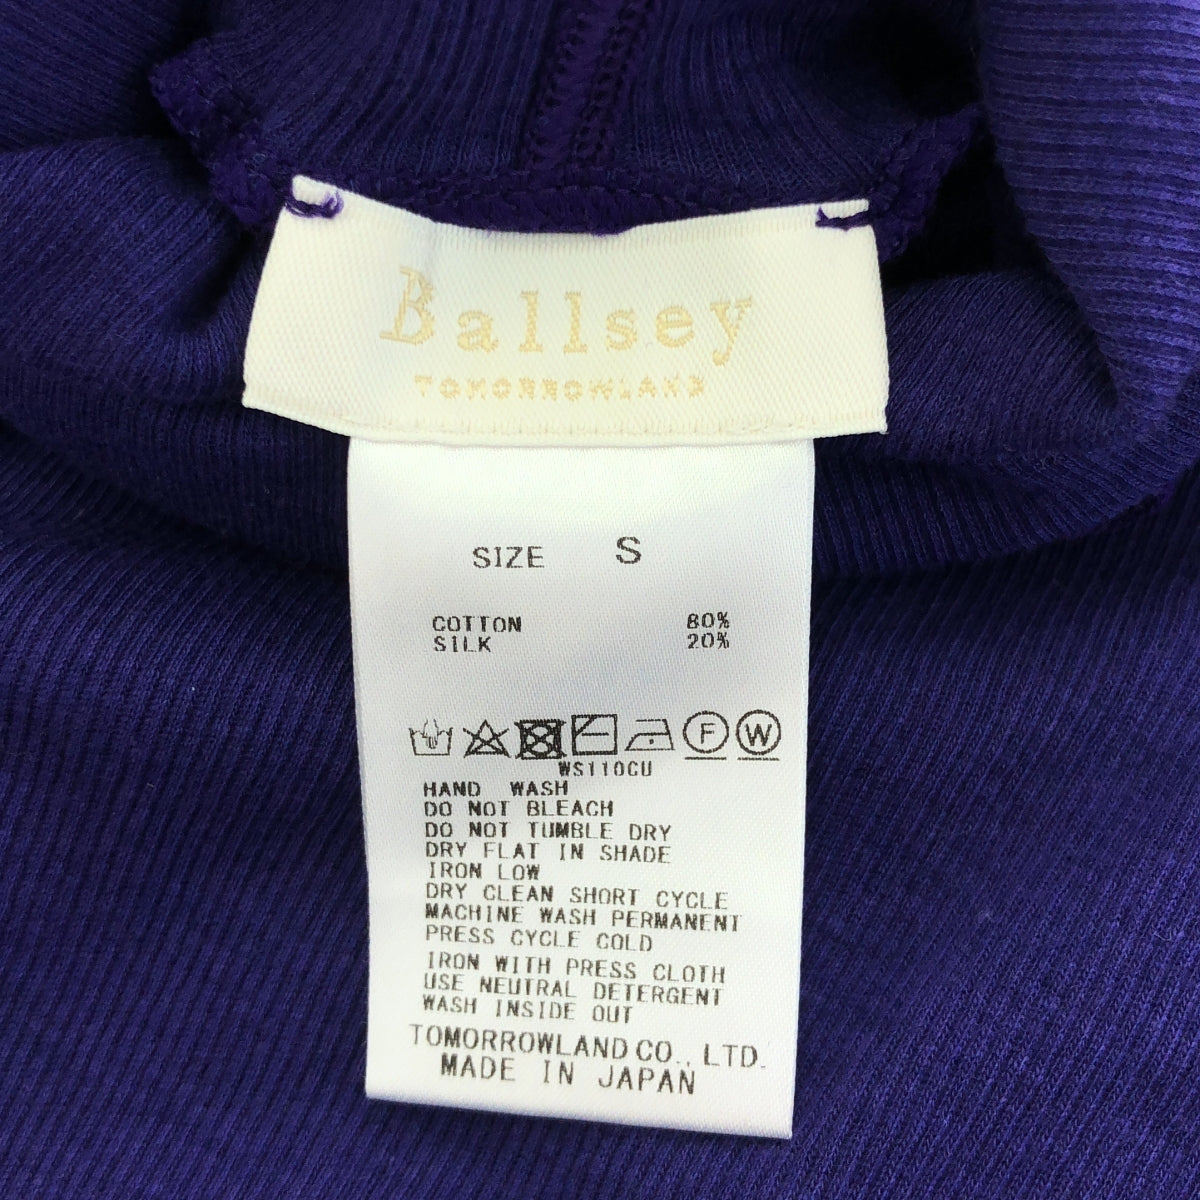 Ballsey
TOMORROWLAND
SIZE S
COTTON 80%
SILK 20%
F W
WS110CU
HAND WASH
DO NOT BLEACH
DO NOT TUMBLE DRY
DRY FLAT IN SHADE
IRON LOW
DRY CLEAN SHORT CYCLE
MACHINE WASH PERMANENT
PRESS CYCLE COLD
IRON WITH PRESS CLOTH
USE NEUTRAL DETERGENT
WASH INSIDE OUT
TOMORROWLAND CO., LTD.
MADE IN JAPAN